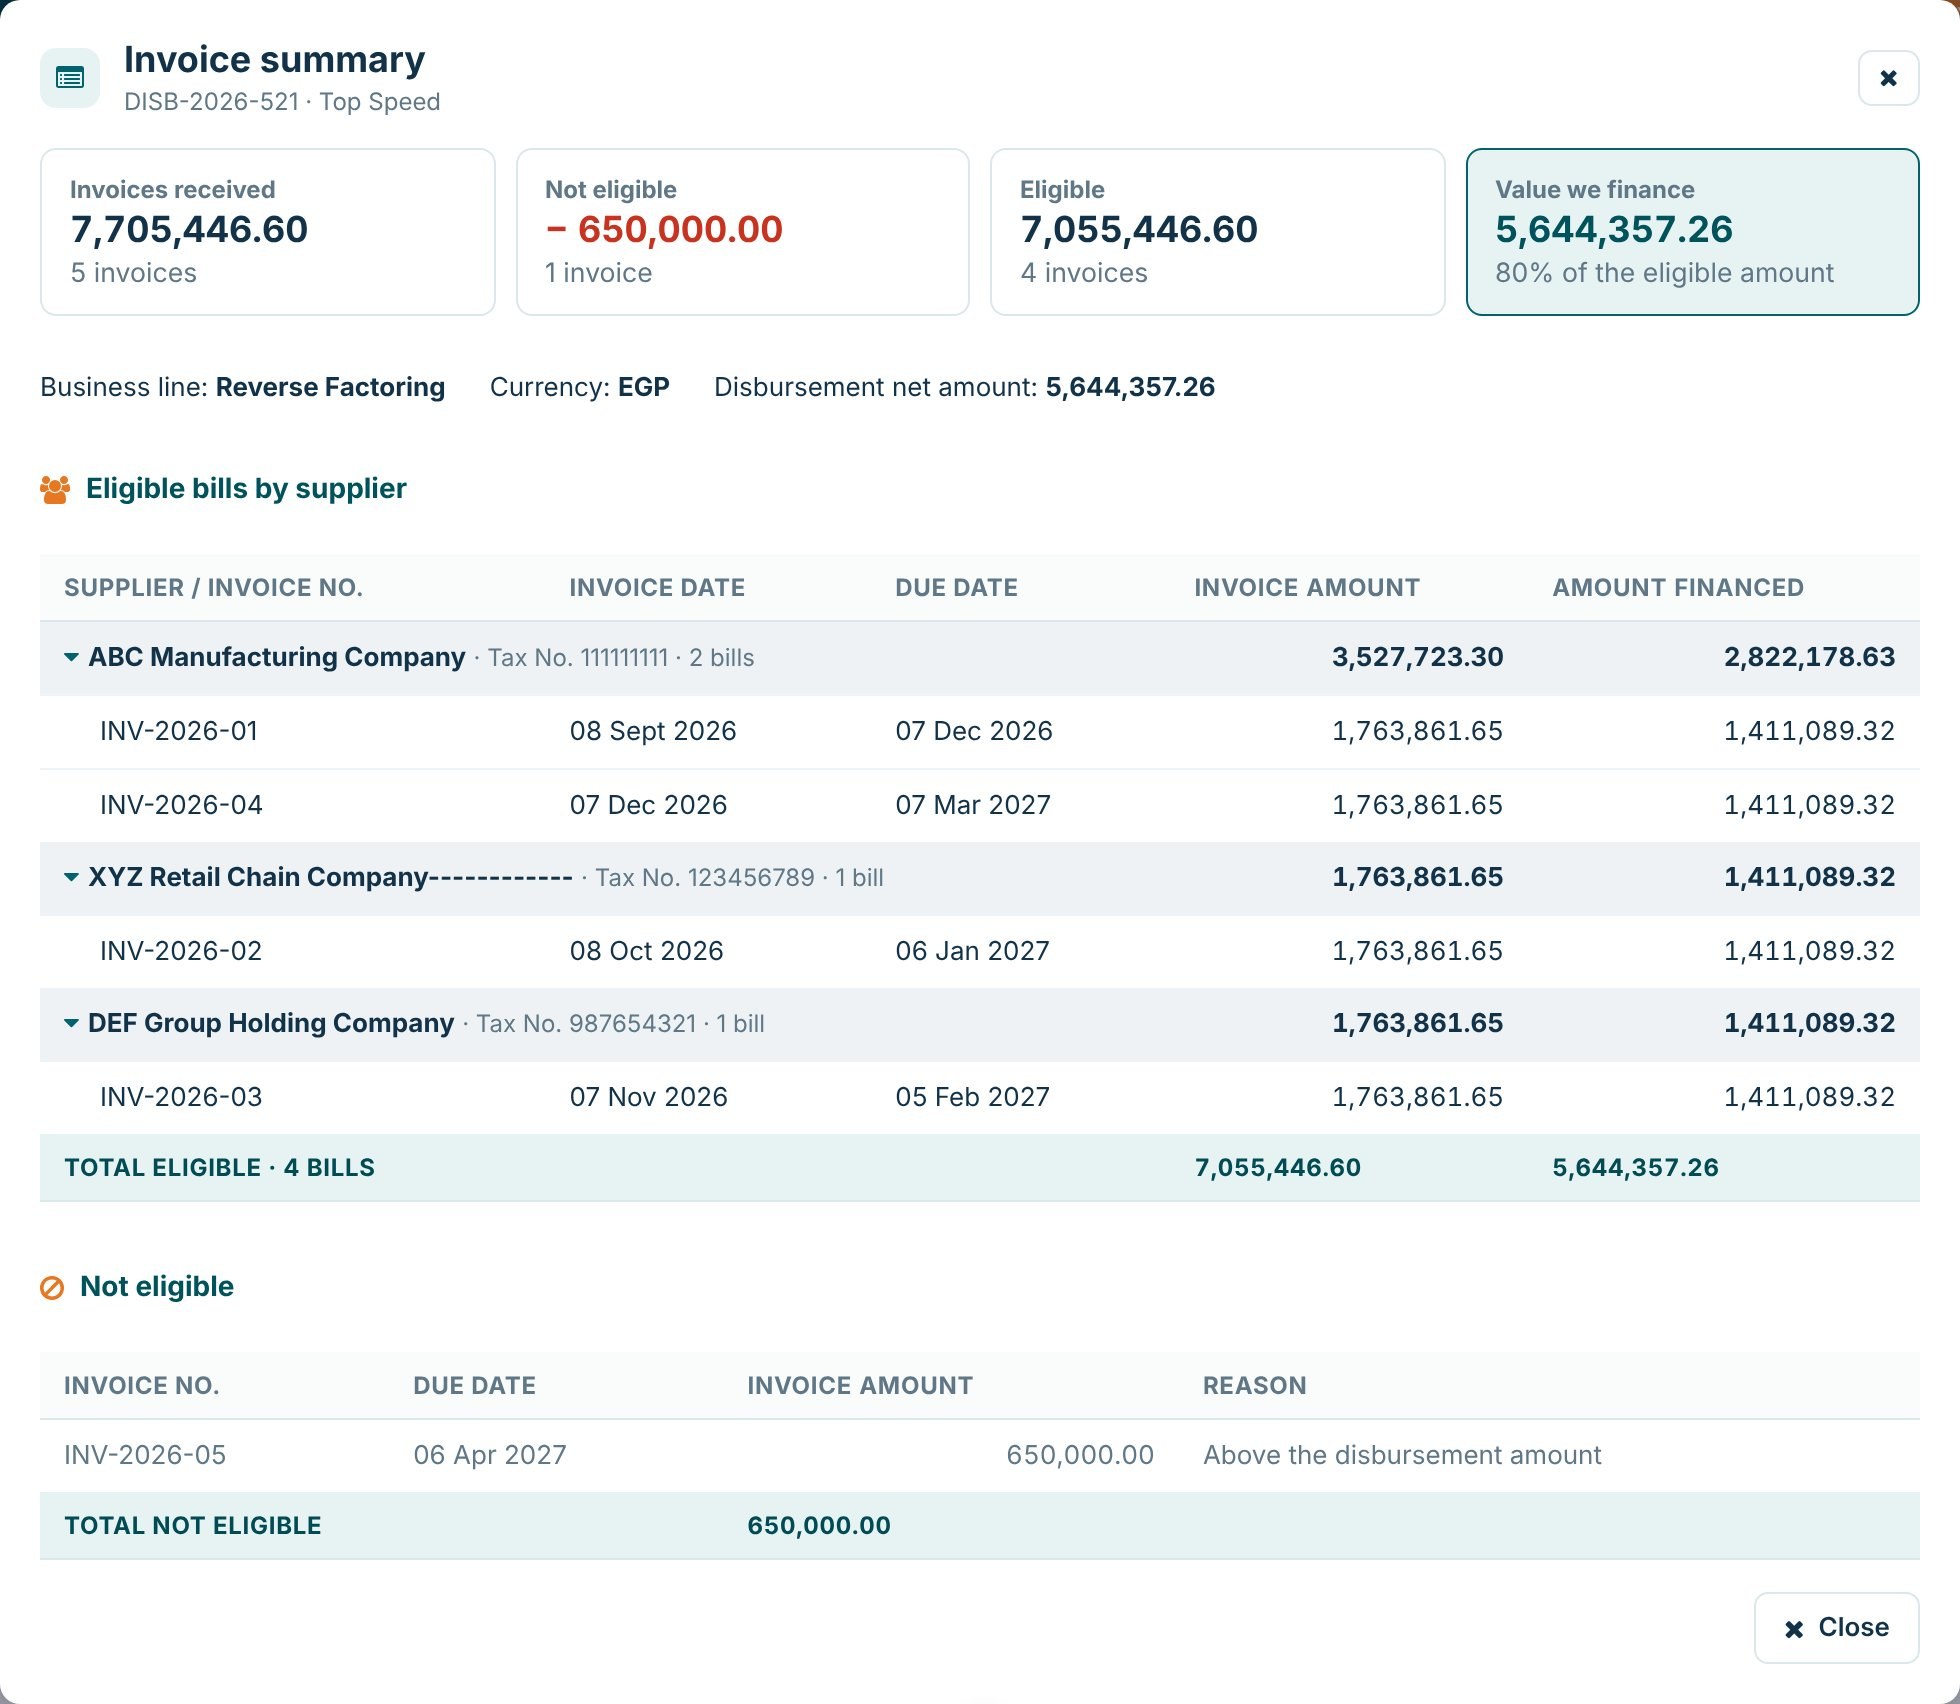 Invoice summary
DISB-2026-521 · Top Speed
Invoices received
7,705,446.60
5 invoices
Not eligible
− 650,000.00
1 invoice
Eligible
7,055,446.60
4 invoices
Value we finance
5,644,357.26
80% of the eligible amount
Business line: Reverse Factoring Currency: EGP Disbursement net amount: 5,644,357.26
Eligible bills by supplier
SUPPLIER / INVOICE NO. INVOICE DATE DUE DATE INVOICE AMOUNT AMOUNT FINANCED
ABC Manufacturing Company · Tax No. 111111111 · 2 bills 3,527,723.30 2,822,178.63
INV-2026-01 08 Sept 2026 07 Dec 2026 1,763,861.65 1,411,089.32
INV-2026-04 07 Dec 2026 07 Mar 2027 1,763,861.65 1,411,089.32
XYZ Retail Chain Company------------ · Tax No. 123456789 · 1 bill 1,763,861.65 1,411,089.32
INV-2026-02 08 Oct 2026 06 Jan 2027 1,763,861.65 1,411,089.32
DEF Group Holding Company · Tax No. 987654321 · 1 bill 1,763,861.65 1,411,089.32
INV-2026-03 07 Nov 2026 05 Feb 2027 1,763,861.65 1,411,089.32
TOTAL ELIGIBLE · 4 BILLS 7,055,446.60 5,644,357.26
Not eligible
INVOICE NO. DUE DATE INVOICE AMOUNT REASON
INV-2026-05 06 Apr 2027 650,000.00 Above the disbursement amount
TOTAL NOT ELIGIBLE 650,000.00
Close